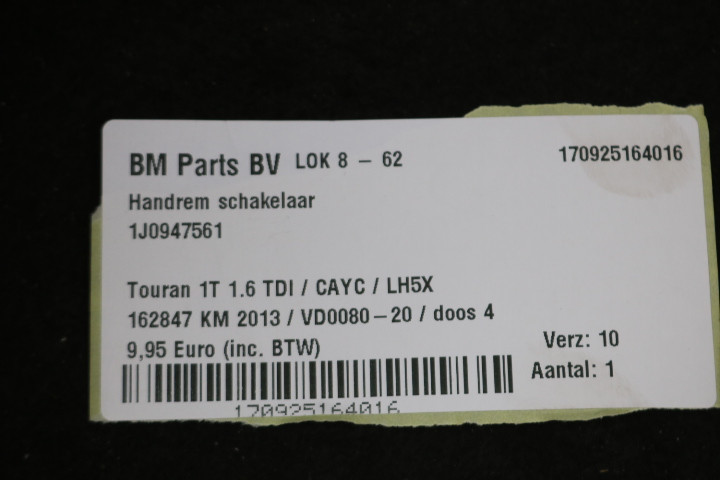 BM Parts BV LOK 8 - 62 170925164016
Handrem schakelaar
1J0947561
Touran 1T 1.6 TDI / CAYC / LH5X
162847 KM 2013 / VD0080-20 / doos 4
9,95 Euro (inc. BTW)
Verz: 10
Aantal: 1
170925164016